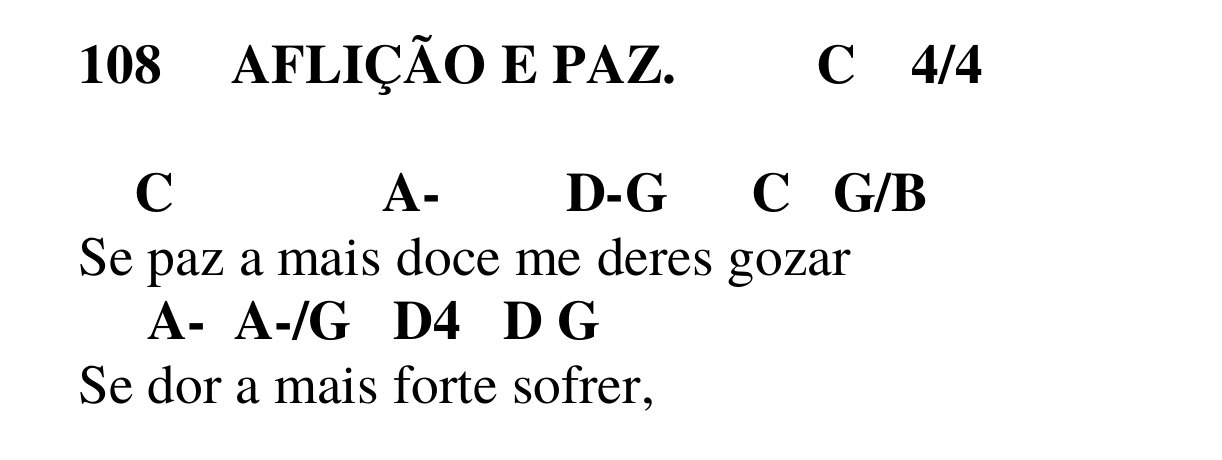 108 AFLIÇÃO E PAZ. C 4/4
C A- D-G C G/B
Se paz a mais doce me deres gozar
A- A-/G D4 D G
Se dor a mais forte sofrer,